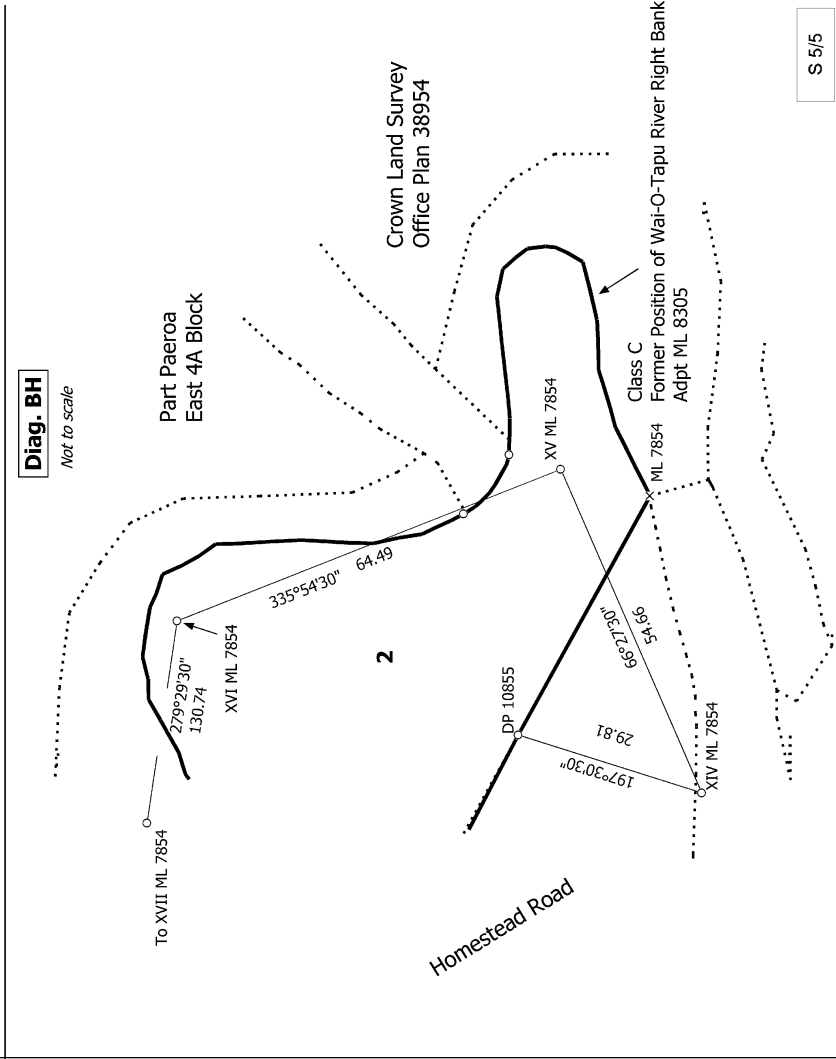 Diag. BH
Not to scale
Part Paeroa
East 4A Block
Crown Land Survey
Office Plan 38954
S 5/5
Class C
Former Position of Wai-O-Tapu River Right Bank
Adpt ML 8305
XV ML 7854
ML 7854
335°54'30" 64.49
XVI ML 7854
279°29'30"
130.74
To XVII ML 7854
2
66°27'30"
54.66
DP 10855
29.81
197°30'30"
XIV ML 7854
Homestead Road